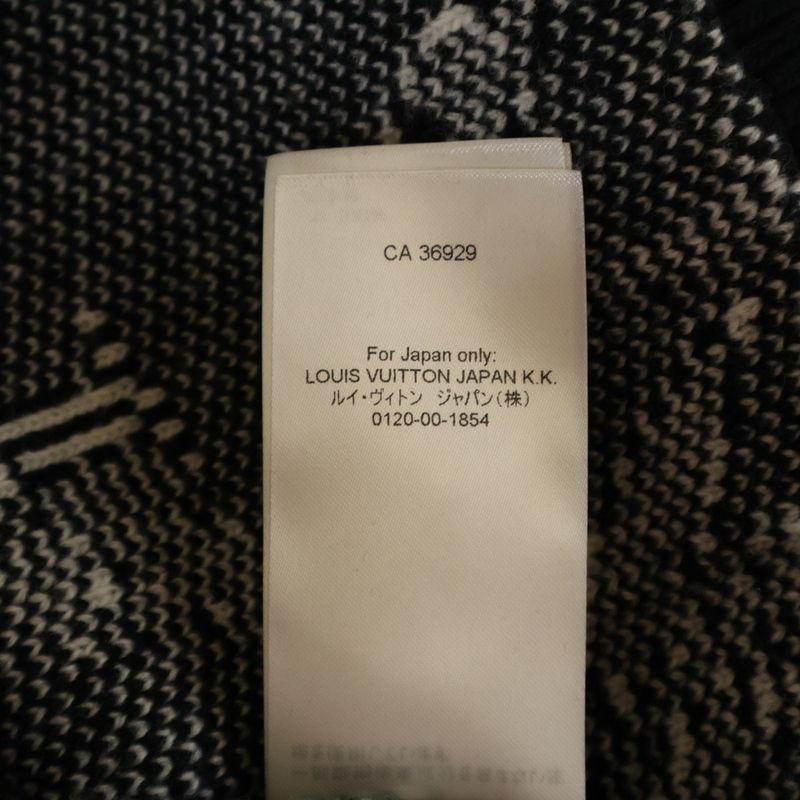 CA 36929
For Japan only:
LOUIS VUITTON JAPAN K.K.
ルイ・ヴィトン ジャパン(株)
0120-00-1854